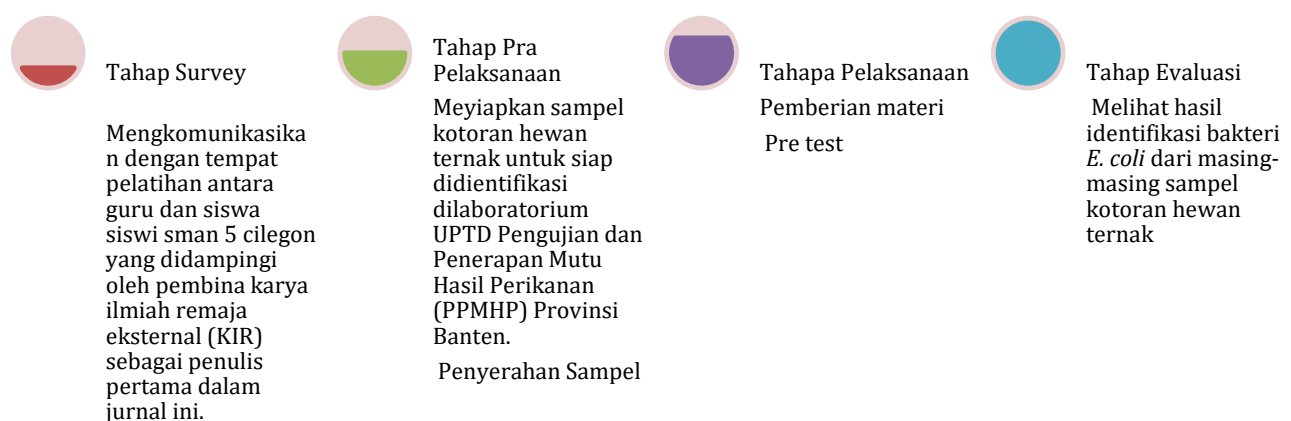 Tahap Survey
Mengkomunikasika
n dengan tempat
pelatihan antara
guru dan siswa
siswi sman 5 cilegon
yang didampingi
oleh pembina karya
ilmiah remaja
eksternal (KIR)
sebagai penulis
pertama dalam
jurnal ini.
Tahap Pra
Pelaksanaan
Meyiapkan sampel
kotoran hewan
ternak untuk siap
didientifikasi
dilaboratorium
UPTD Pengujian dan
Penerapan Mutu
Hasil Perikanan
(PPMHP) Provinsi
Banten.
Penyerahan Sampel
Tahapa Pelaksanaan
Pemberian materi
Pre test
Tahap Evaluasi
Melihat hasil
identifikasi bakteri
E. coli dari masing-
masing sampel
kotoran hewan
ternak